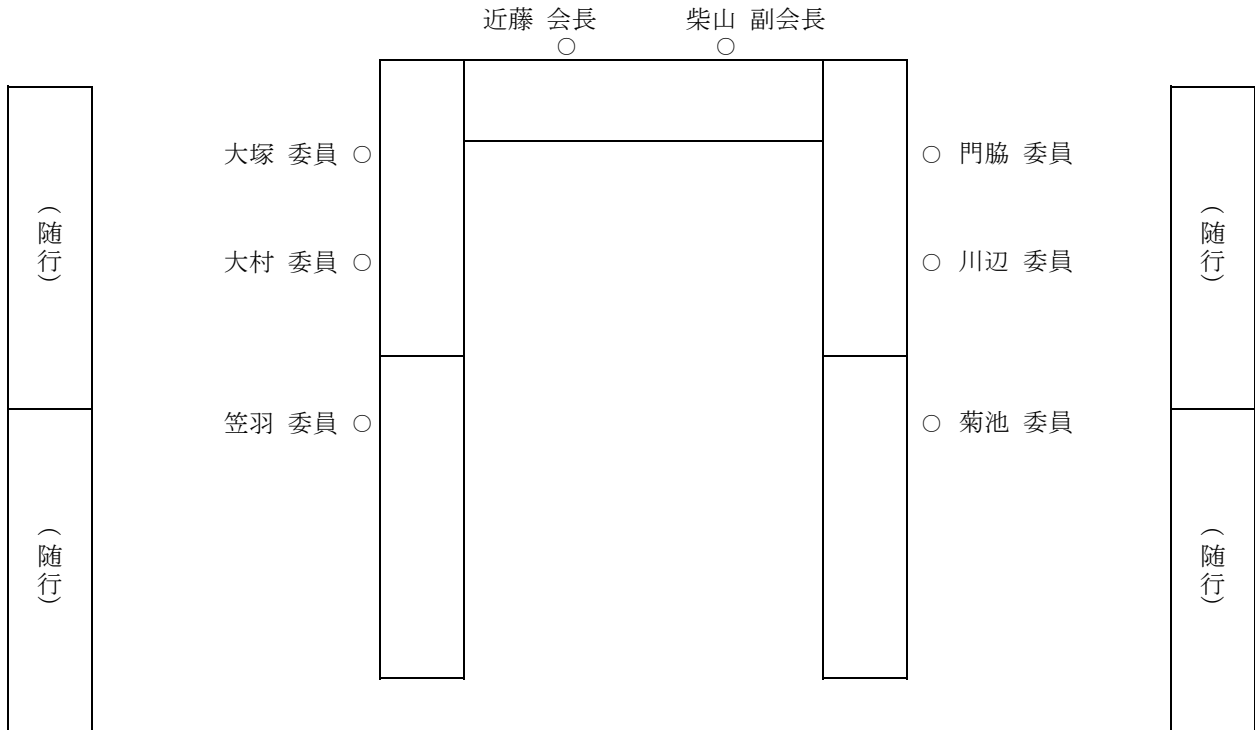 近藤 会長 柴山 副会長
○ ○
大塚 委員 ○ ○ 門脇 委員
(随行) (随行)
大村 委員 ○ ○ 川辺 委員
笠羽 委員 ○ ○ 菊池 委員
(随行) (随行)